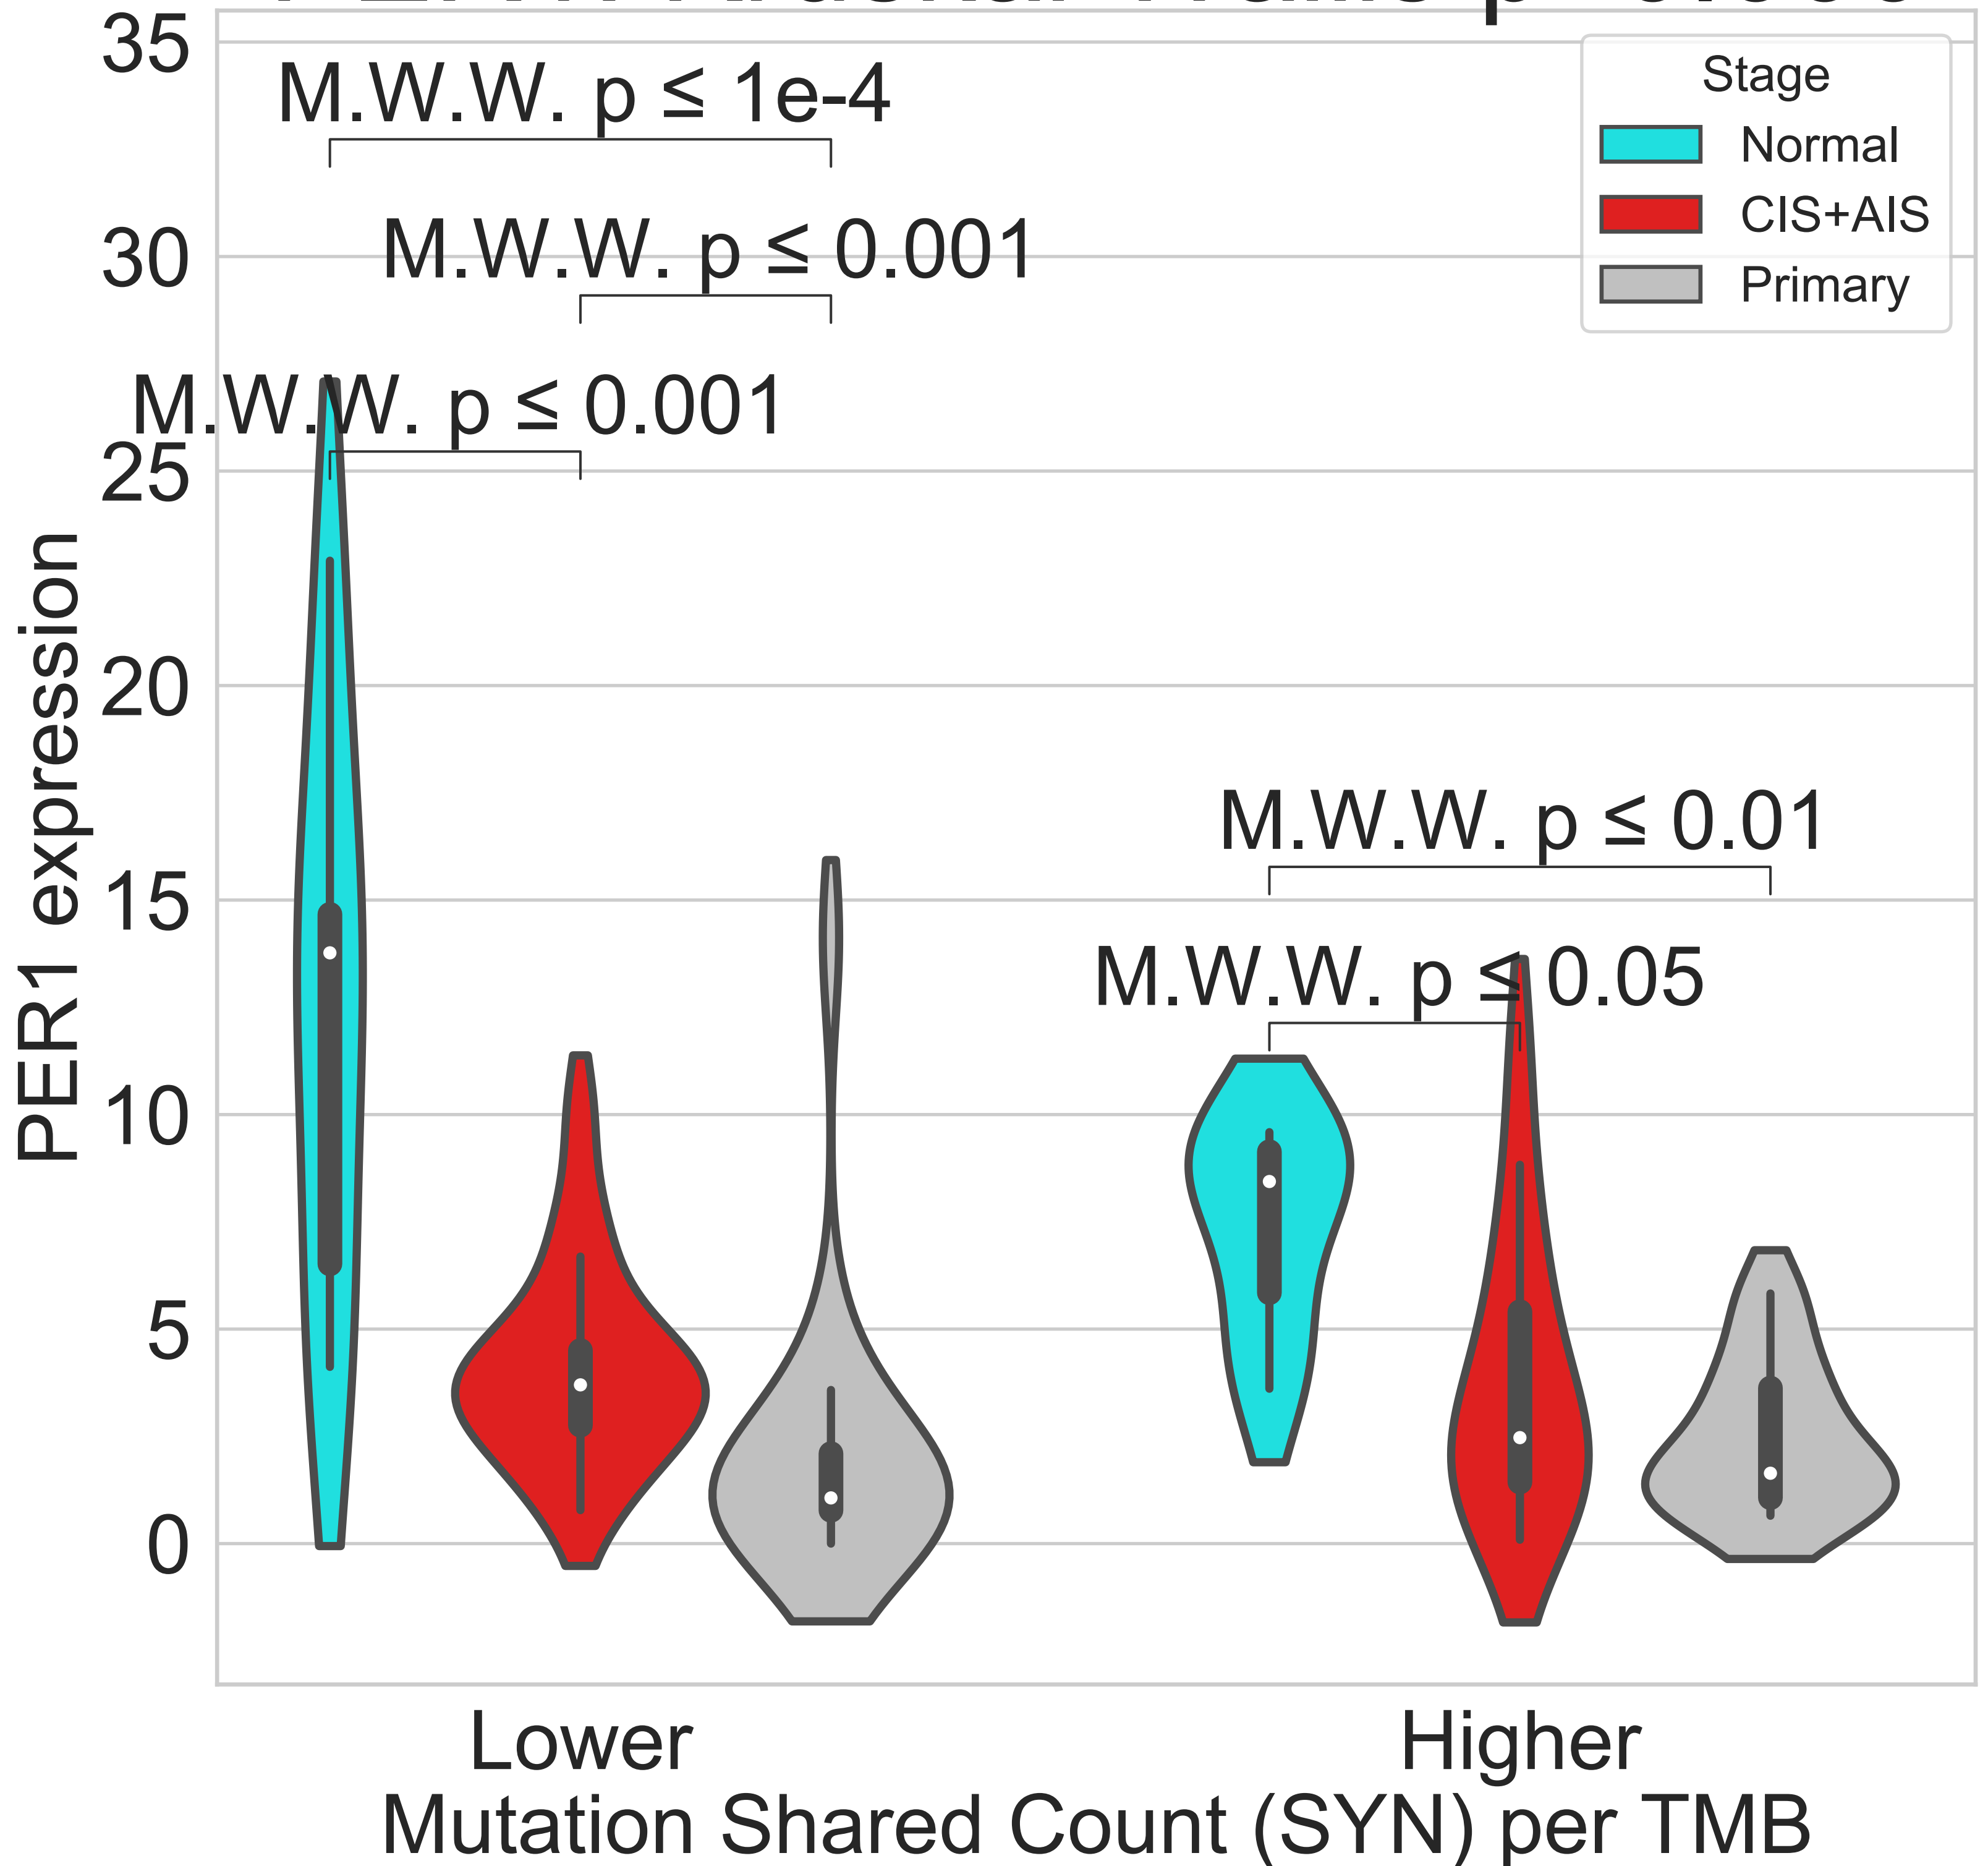 35
M.W.W. p ≤ 1e-4
Stage
Normal
CIS+AIS
Primary
30
M.W.W. p ≤ 0.001
M.W.W. p ≤ 0.001
25
PER1 expression
20
15
M.W.W. p ≤ 0.01
M.W.W. p ≤ 0.05
10
5
0
Lower
Higher
Mutation Shared Count (SYN) per TMB